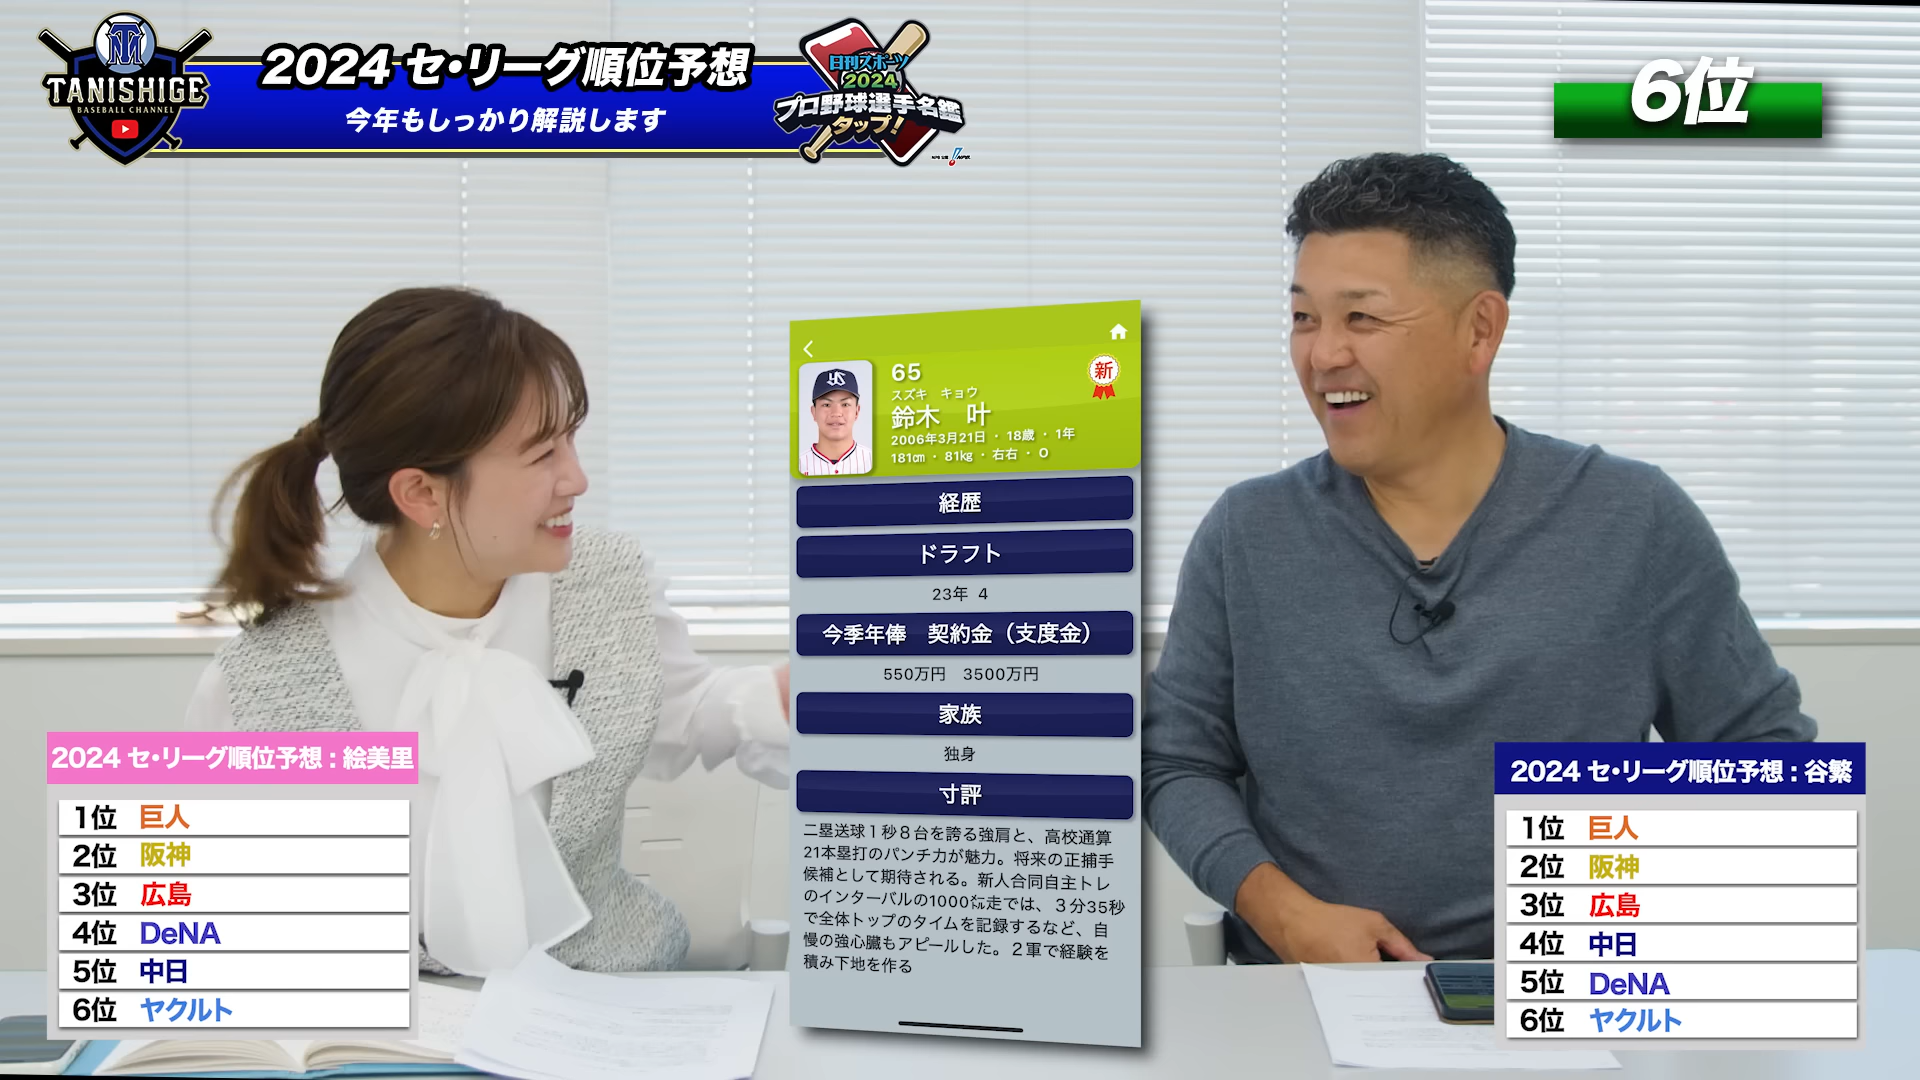 TM
TANISHIGE
BASEBALL CHANNEL
2024 セ・リーグ順位予想
今年もしっかり解説します
日刊スポーツ
2024
プロ野球選手名鑑
タップ!
6位
65
新
スズキ キョウ
鈴木 叶
2006年3月21日・18歳・1年
181cm・81kg・右右・O
経歴
ドラフト
23年 4
今季年俸 契約金（支度金）
550万円 3500万円
家族
独身
寸評
二塁送球１秒８台を誇る強肩と、高校通算
21本塁打のパンチ力が魅力。将来の正捕手
候補として期待される。新人合同自主トレ
のインターバルの1000㍍走では、３分35秒
で全体トップのタイムを記録するなど、自
慢の強心臓もアピールした。２軍で経験を
積み下地を作る
2024 セ・リーグ順位予想：絵美里
1位 巨人
2位 阪神
3位 広島
4位 DeNA
5位 中日
6位 ヤクルト
2024 セ・リーグ順位予想：谷繁
1位 巨人
2位 阪神
3位 広島
4位 中日
5位 DeNA
6位 ヤクルト